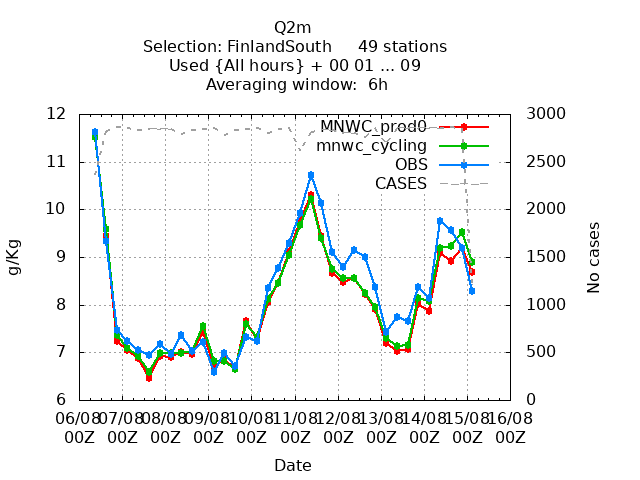 Q2m
Selection: FinlandSouth 49 stations
Used {All hours} + 00 01 ... 09
Averaging window: 6h
12
11
10
9
8
7
6
g/Kg
3000
2500
2000
1500
1000
500
0
No cases
MNWC_prod0
mnwc_cycling
OBS
CASES
06/08 07/08 08/08 09/08 10/08 11/08 12/08 13/08 14/08 15/08 16/08
00Z 00Z 00Z 00Z 00Z 00Z 00Z 00Z 00Z 00Z 00Z
Date